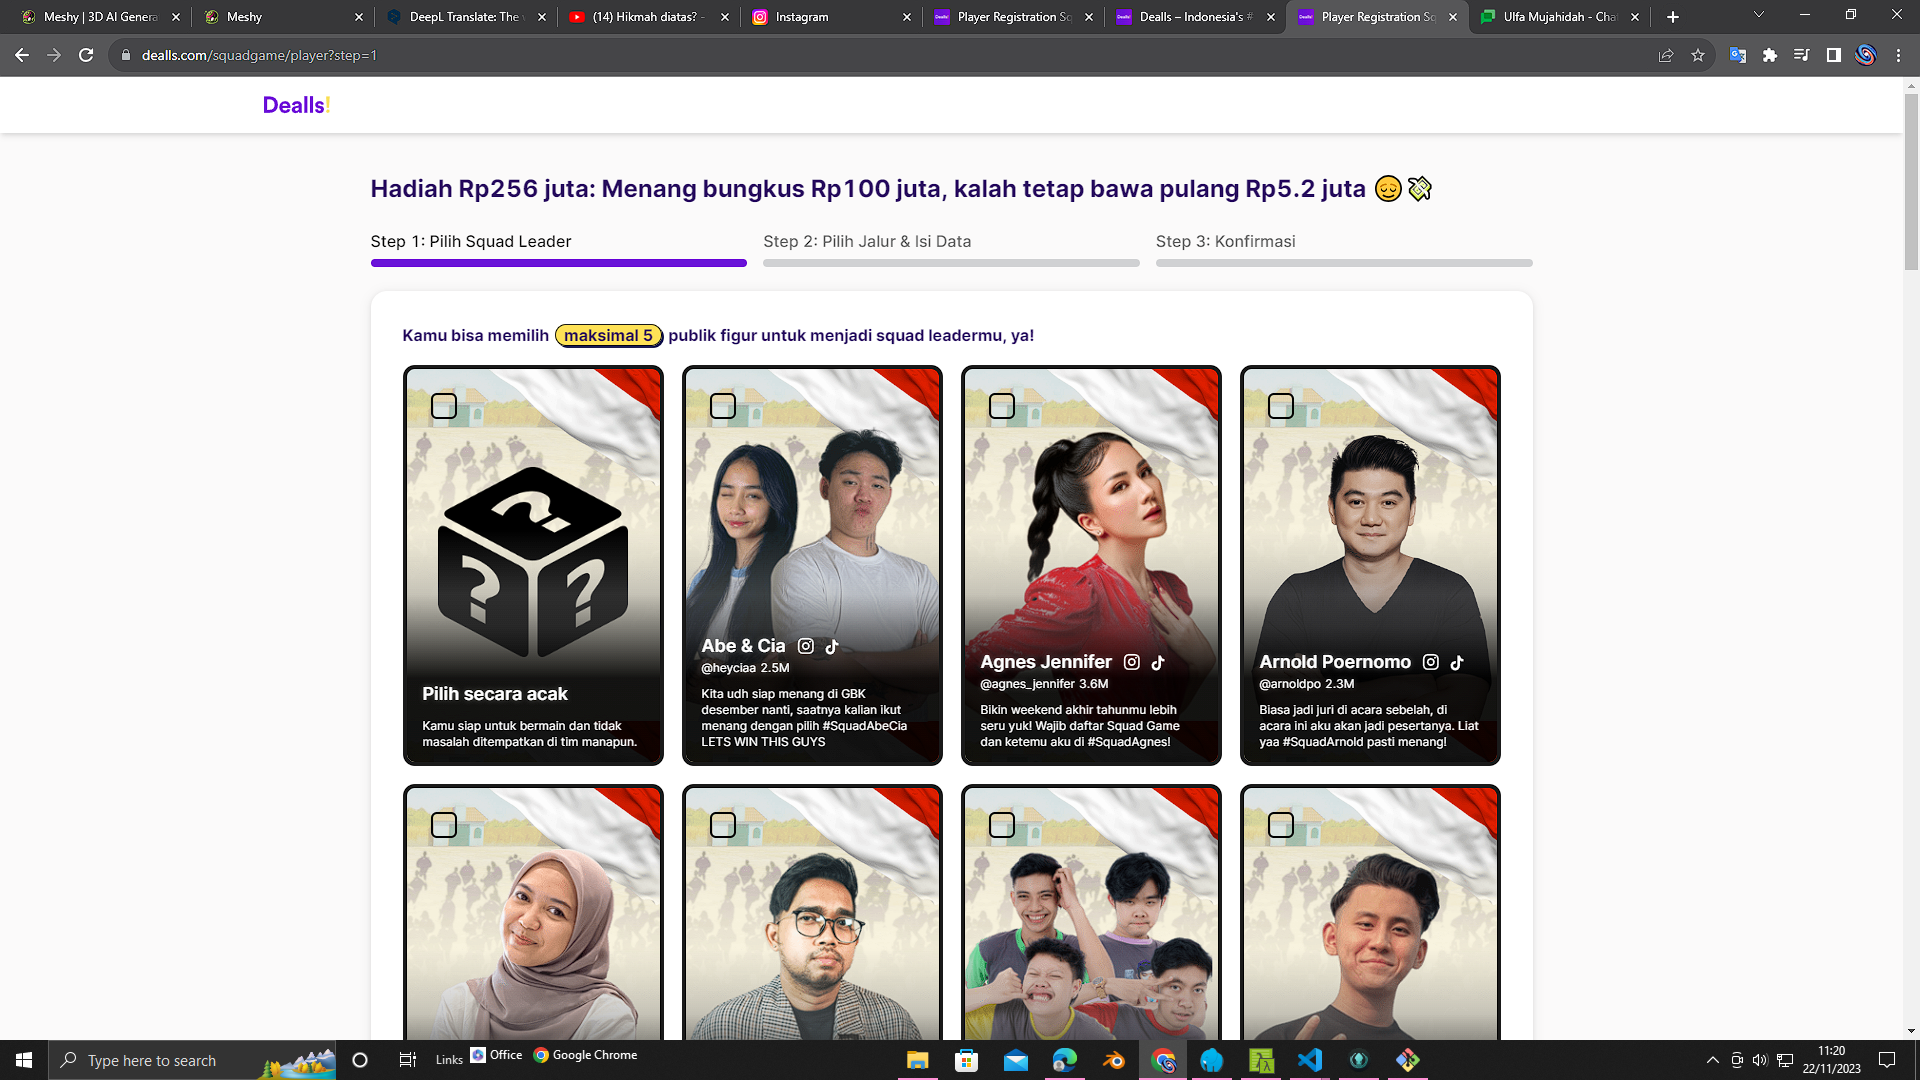 Meshy | 3D AI Genera
Meshy
DeepL Translate: The
(14) Hikmah diatas? -
Instagram
Player Registration Sq
Dealls – Indonesia's #
Player Registration Sq
Ulfa Mujahidah - Cha
dealls.com/squadgame/player?step=1
Dealls!
Hadiah Rp256 juta: Menang bungkus Rp100 juta, kalah tetap bawa pulang Rp5.2 juta 😌💸
Step 1: Pilih Squad Leader
Step 2: Pilih Jalur & Isi Data
Step 3: Konfirmasi
Kamu bisa memilih maksimal 5 publik figur untuk menjadi squad leadermu, ya!
Pilih secara acak
Kamu siap untuk bermain dan tidak
masalah ditempatkan di tim manapun.
Abe & Cia
@heyciaa 2.5M
Kita udh siap menang di GBK
desember nanti, saatnya kalian ikut
menang dengan pilih #SquadAbeCia
LETS WIN THIS GUYS
Agnes Jennifer
@agnes_jennifer 3.6M
Bikin weekend akhir tahunmu lebih
seru yuk! Wajib daftar Squad Game
dan ketemu aku di #SquadAgnes!
Arnold Poernomo
@arnoldpo 2.3M
Biasa jadi juri di acara sebelah, di
acara ini aku akan jadi pesertanya. Liat
yaa #SquadArnold pasti menang!
Type here to search
Links
Office
Google Chrome
11:20
22/11/2023